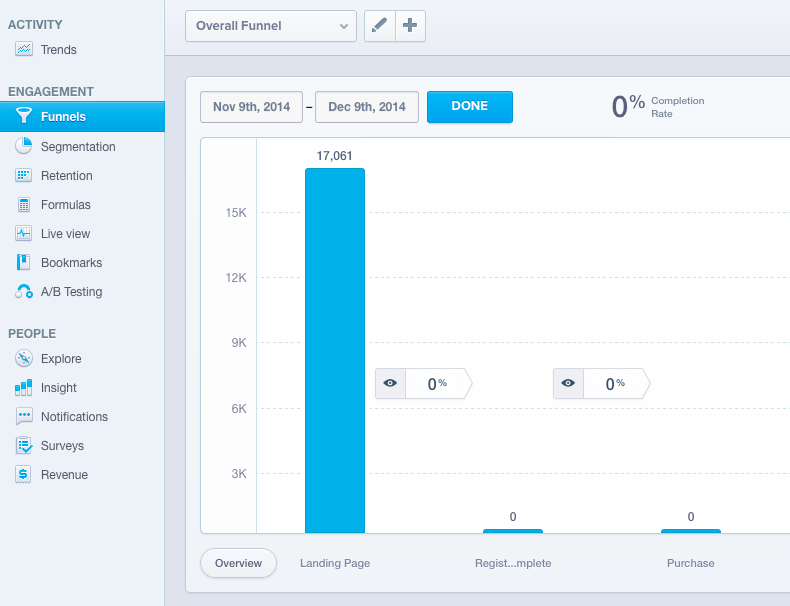 ACTIVITY
Trends
ENGAGEMENT
Funnels
Segmentation
Retention
Formulas
Live view
Bookmarks
A/B Testing
PEOPLE
Explore
Insight
Notifications
Surveys
Revenue
Overall Funnel
Nov 9th, 2014 – Dec 9th, 2014 DONE
0% Completion
Rate
17,061
15K
12K
9K
0% 0%
6K
3K
0 0
Overview Landing Page Regist...mplete Purchase